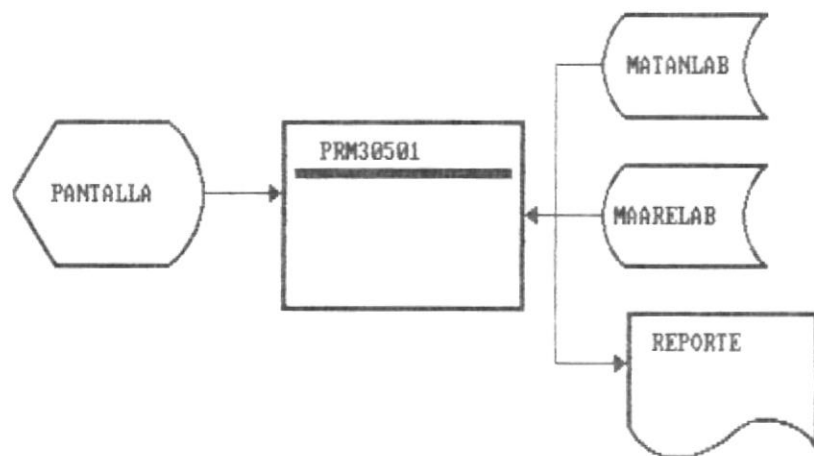 MATANLAB
PRM30501
PANTALLA
MAARELAB
REPORTE